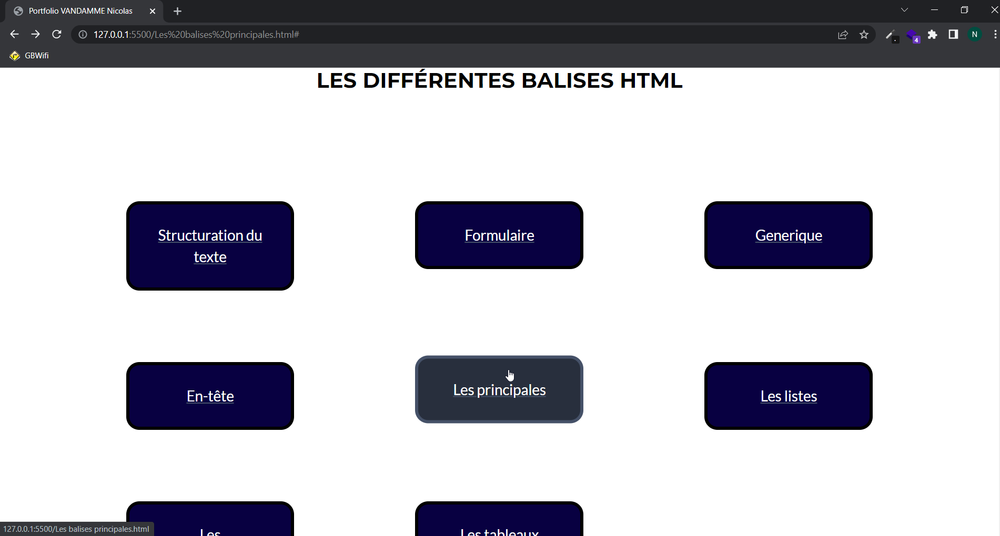 Portfolio VANDAMME Nicolas
127.0.0.1:5500/Les%20balises%20principales.html#
4
N
GBWifi
LES DIFFÉRENTES BALISES HTML
Structuration du
texte
Formulaire
Generique
En-tête
Les principales
Les listes
Les
Les tableaux
127.0.0.1:5500/Les balises principales.html